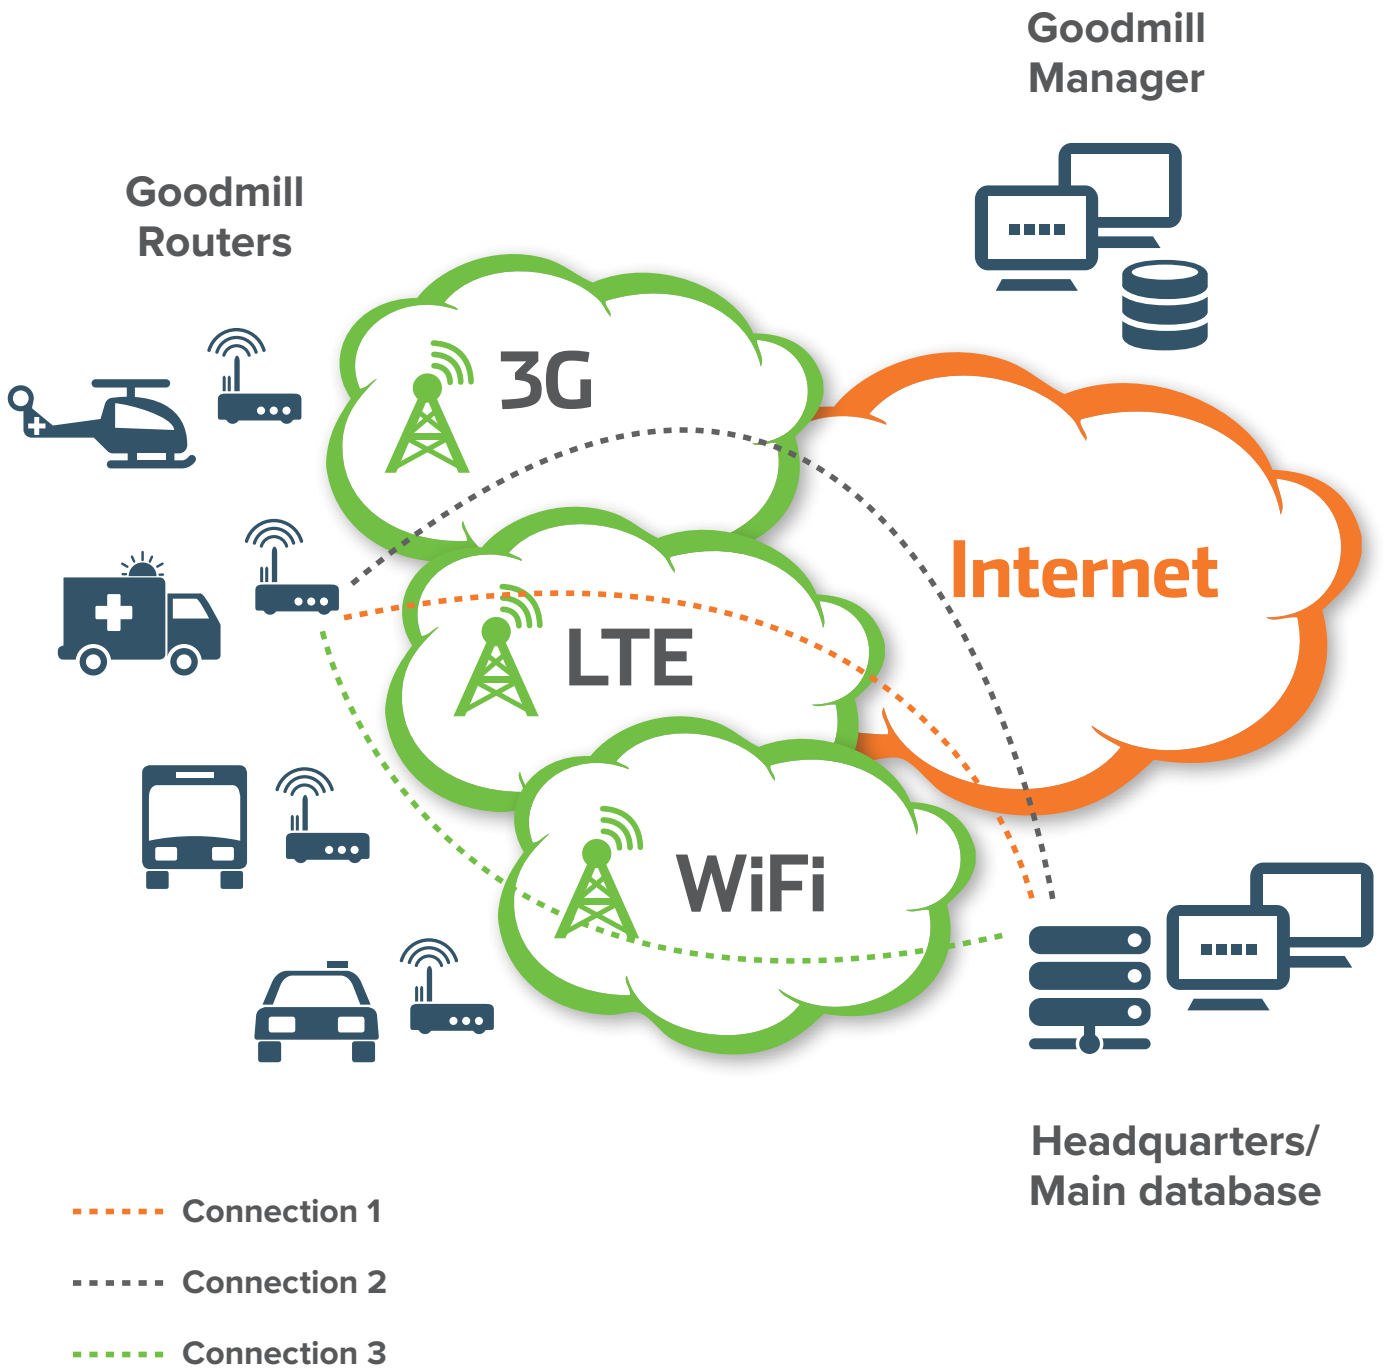 Goodmill
Manager
Goodmill
Routers
3G
Internet
LTE
WiFi
Headquarters/
Main database
Connection 1
Connection 2
Connection 3